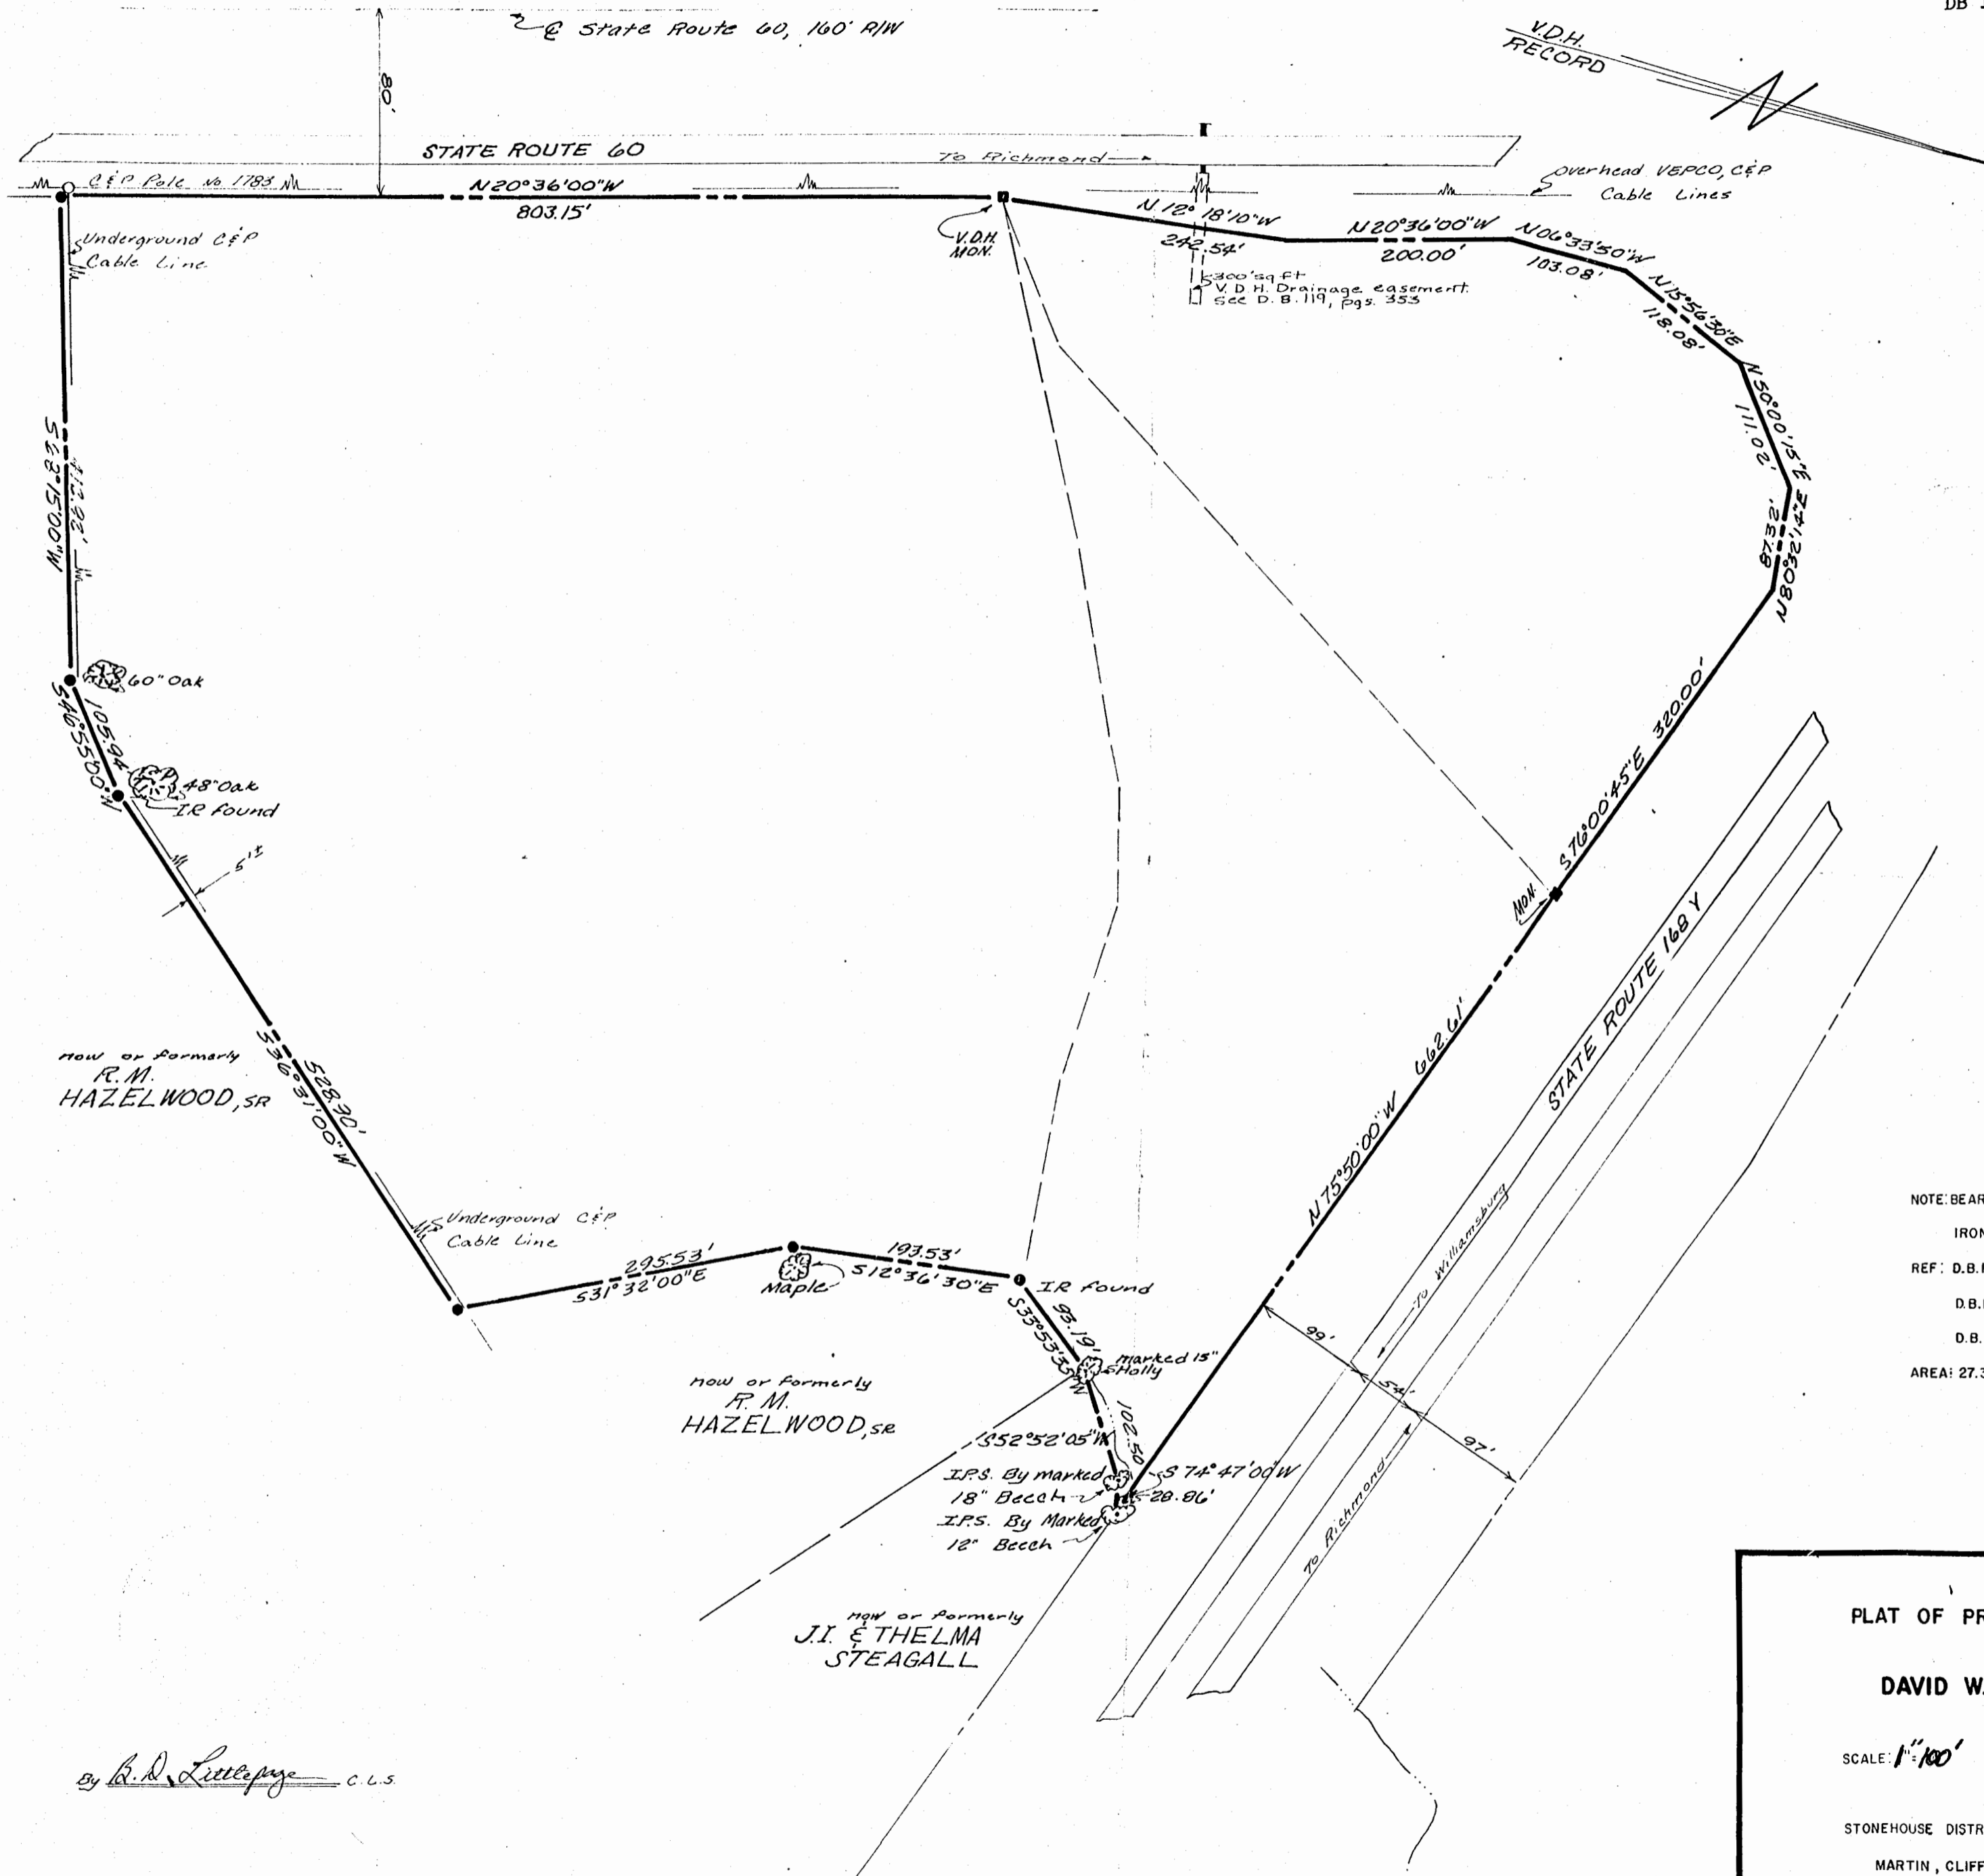 DB
℄ State Route 60, 160' R/W
80'
V.D.H.
RECORD
N
STATE ROUTE 60
To Richmond
C&P Pole No 1783
Overhead VEPCO, C&P
Cable Lines
N20°36'00"W
803.15'
V.D.H.
MON.
N 12° 18'10"W
242.54'
N20°36'00"W
200.00'
N06°33'50"W
103.08'
N15°56'30"E
118.08'
N50°00'15"E
111.02'
N80°32'14"E
87.32'
300' sq ft
V.D.H. Drainage easement.
See D.B. 119, pgs. 353
Underground C&P
Cable Line
S68°15'00"W
60" Oak
105.94
S46°55'00"W
48" Oak
IR found
5'±
S76°00'45"E 320.00'
MON.
N75°50'00"W 662.61'
STATE ROUTE 168 Y
now or formerly
R.M.
HAZELWOOD, SR
528.90'
S36°31'00"W
Underground C&P
Cable Line
295.53'
S31°32'00"E
Maple
193.53'
S12°36'30"E
IR found
93.19'
S33°53'35"W
marked 15"
Holly
now or formerly
R.M.
HAZELWOOD, SR
102.50
S52°52'05"W
I.P.S. By marked
18" Beech
S 74°47'00"W
28.86'
I.P.S. By Marked
12" Beech
To Williamsburg
99'
54'
97'
To Richmond
now or formerly
J.I. & THELMA
STEAGALL
NOTE: BEAR
IRON
REF: D.B.
D.B.
D.B.
AREA: 27.3
PLAT OF PR
DAVID W.
SCALE: 1"=100'
STONEHOUSE DISTR
MARTIN, CLIFF
By B.D. Littlepage C.L.S.